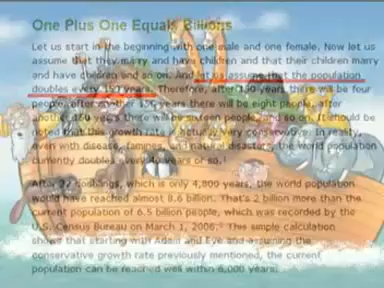 One Plus One Equals Billions
Let us start in the beginning with one male and one female. Now let us
assume that they marry and have children and that their children marry
and have children and so on. And let us assume that the population
doubles every 150 years. Therefore, after 150 years there will be four
people, after another 150 years there will be eight people, after
another 150 years there will be sixteen people, and so on. It should be
noted that this growth rate is actually very conservative. In reality,
even with disease, famines, and natural disasters, the world population
currently doubles every 40 years or so.
After 32 doublings, which is only 4,800 years, the world population
would have reached almost 8.6 billion. That's 2 billion more than the
current population of 6.5 billion people, which was recorded by the
U.S. Census Bureau on March 1, 2006. This simple calculation
shows that starting with Adam and Eve and assuming the
conservative growth rate previously mentioned, the current
population can be reached well within 6,000 years.